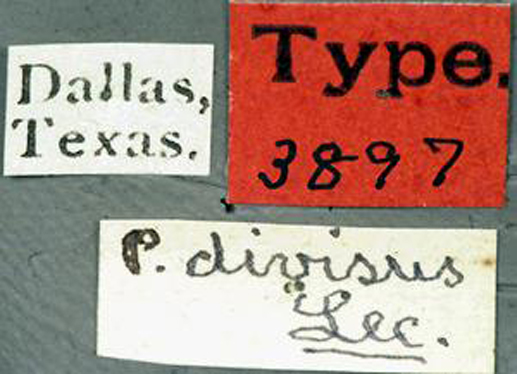 Dallas,
Texas.
Type.
3897
P. divisus
Lec.